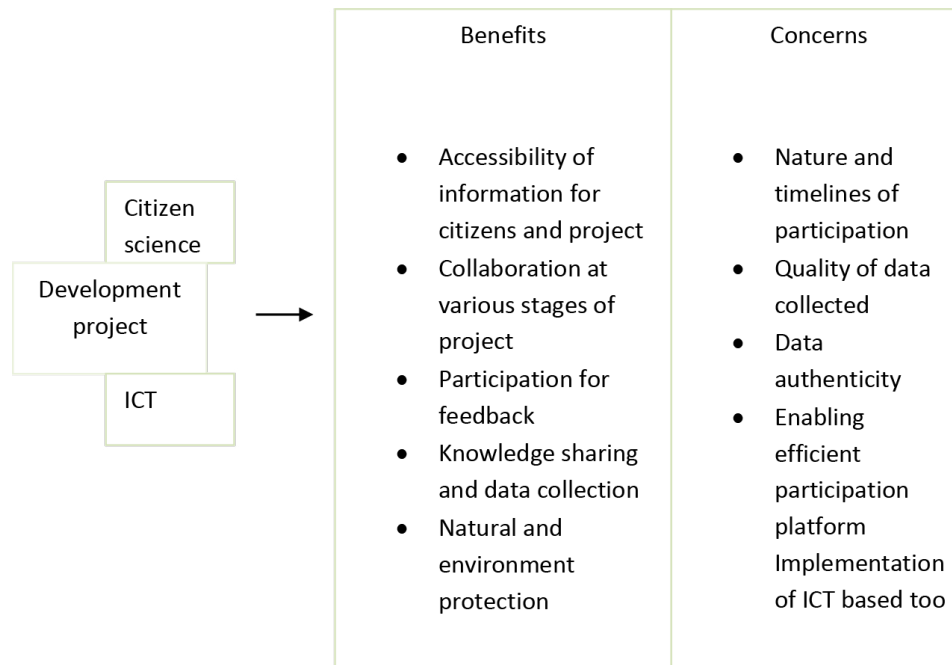 Citizen
science
Development
project
ICT
Benefits
• Accessibility of
information for
citizens and project
• Collaboration at
various stages of
project
• Participation for
feedback
• Knowledge sharing
and data collection
• Natural and
environment
protection
Concerns
• Nature and
timelines of
participation
• Quality of data
collected
• Data
authenticity
• Enabling
efficient
participation
platform
Implementation
of ICT based too